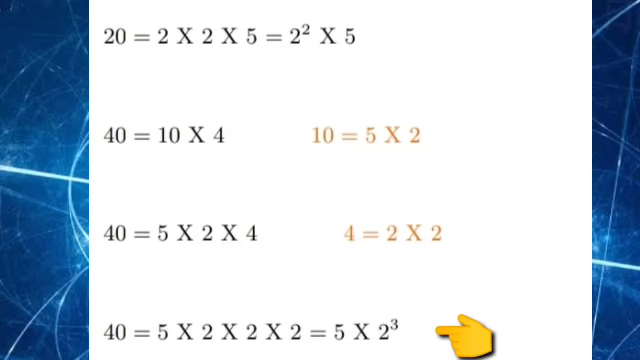 20 = 2 X 2 X 5 = 2² X 5
40 = 10 X 4 10 = 5 X 2
40 = 5 X 2 X 4 4 = 2 X 2
40 = 5 X 2 X 2 X 2 = 5 X 2³